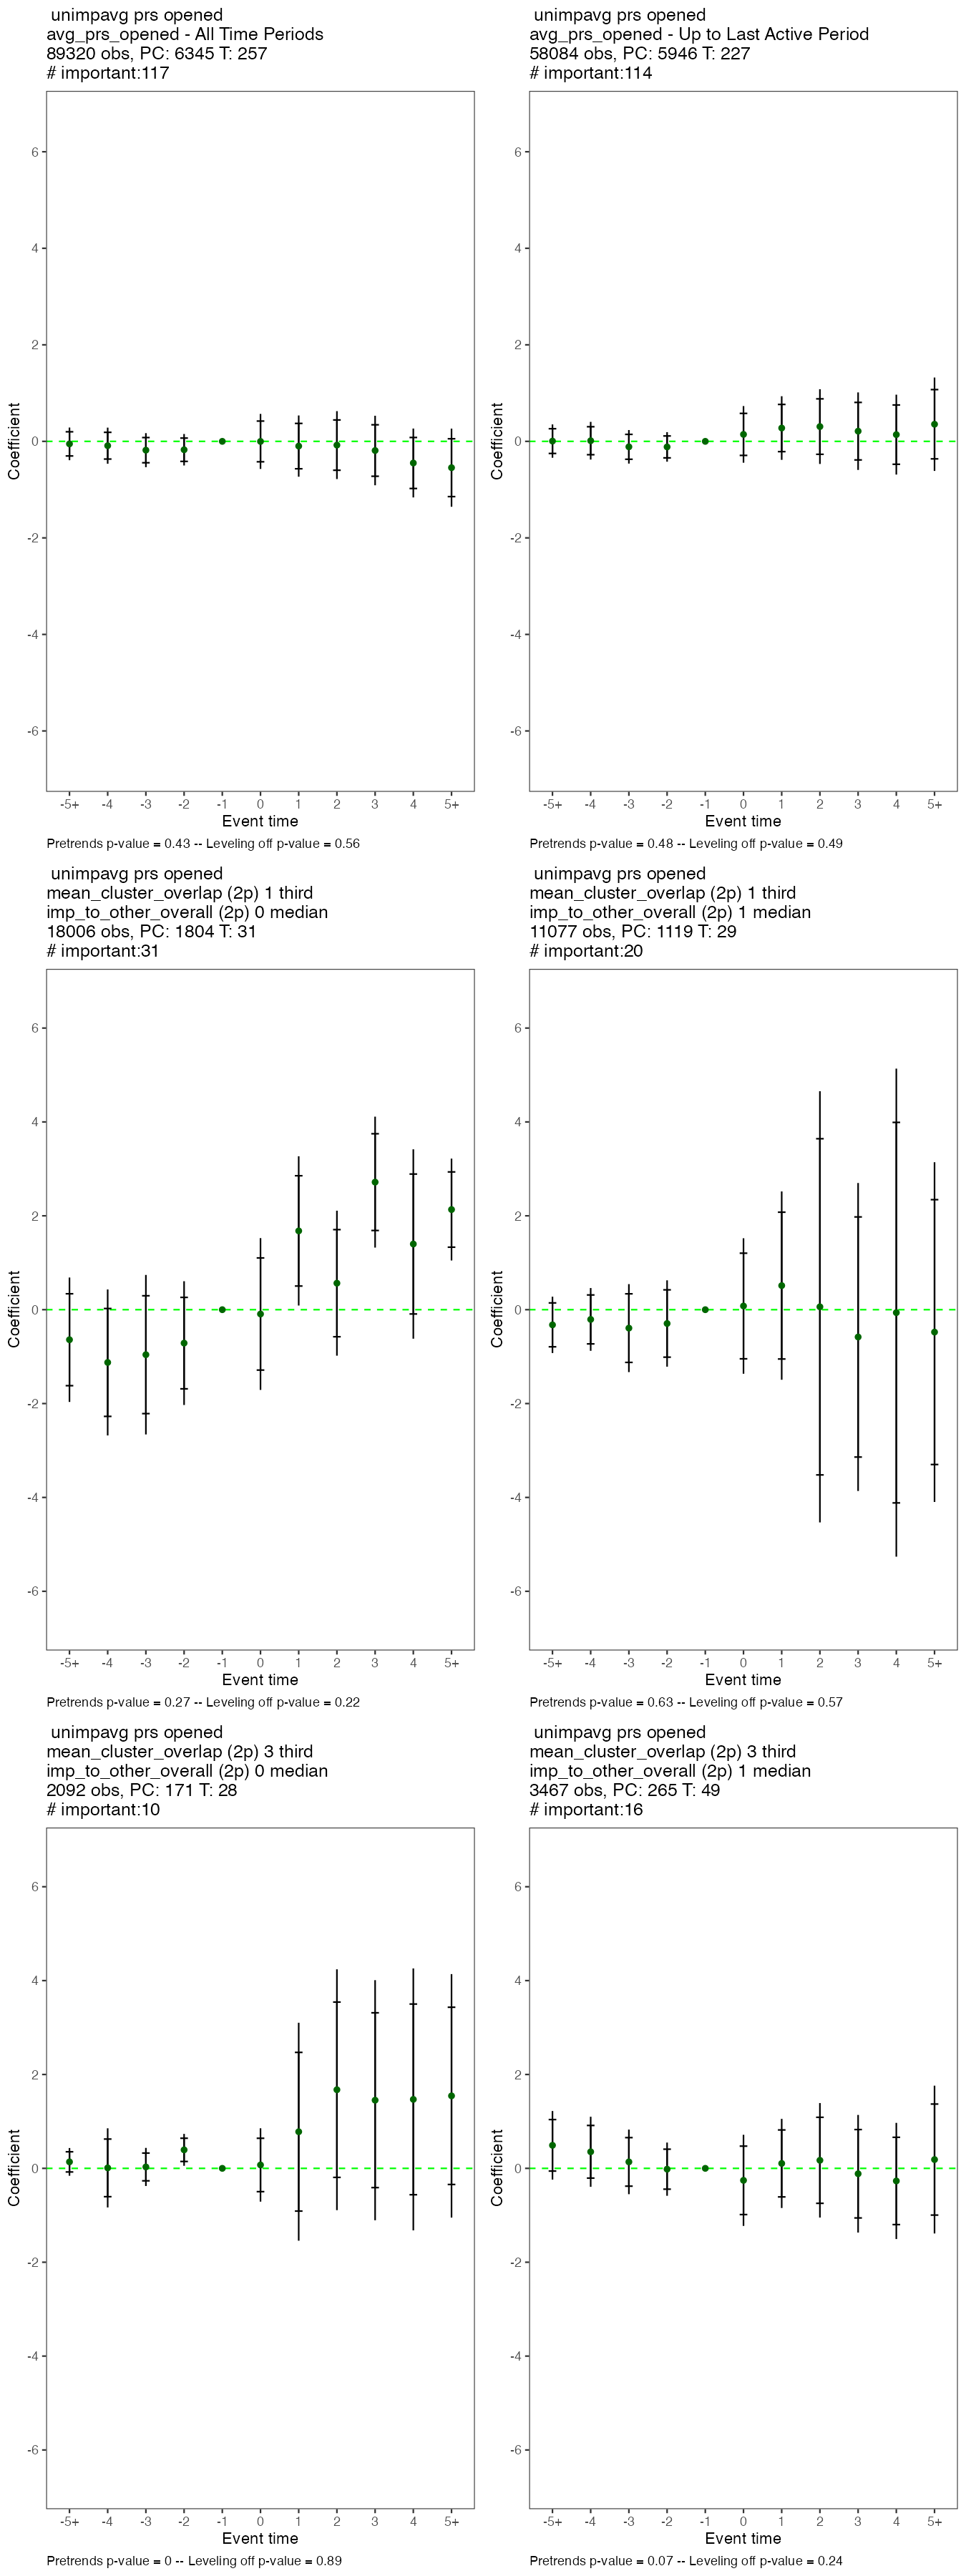 unimpavg prs opened
avg_prs_opened - All Time Periods
89320 obs, PC: 6345 T: 257
# important:117
Coefficient
6
4
2
0
-2
-4
-6
-5+ -4 -3 -2 -1 0 1 2 3 4 5+
Event time
Pretrends p-value = 0.43 -- Leveling off p-value = 0.56
unimpavg prs opened
avg_prs_opened - Up to Last Active Period
58084 obs, PC: 5946 T: 227
# important:114
Coefficient
6
4
2
0
-2
-4
-6
-5+ -4 -3 -2 -1 0 1 2 3 4 5+
Event time
Pretrends p-value = 0.48 -- Leveling off p-value = 0.49
unimpavg prs opened
mean_cluster_overlap (2p) 1 third
imp_to_other_overall (2p) 0 median
18006 obs, PC: 1804 T: 31
# important:31
Coefficient
6
4
2
0
-2
-4
-6
-5+ -4 -3 -2 -1 0 1 2 3 4 5+
Event time
Pretrends p-value = 0.27 -- Leveling off p-value = 0.22
unimpavg prs opened
mean_cluster_overlap (2p) 1 third
imp_to_other_overall (2p) 1 median
11077 obs, PC: 1119 T: 29
# important:20
Coefficient
6
4
2
0
-2
-4
-6
-5+ -4 -3 -2 -1 0 1 2 3 4 5+
Event time
Pretrends p-value = 0.63 -- Leveling off p-value = 0.57
unimpavg prs opened
mean_cluster_overlap (2p) 3 third
imp_to_other_overall (2p) 0 median
2092 obs, PC: 171 T: 28
# important:10
Coefficient
6
4
2
0
-2
-4
-6
-5+ -4 -3 -2 -1 0 1 2 3 4 5+
Event time
Pretrends p-value = 0 -- Leveling off p-value = 0.89
unimpavg prs opened
mean_cluster_overlap (2p) 3 third
imp_to_other_overall (2p) 1 median
3467 obs, PC: 265 T: 49
# important:16
Coefficient
6
4
2
0
-2
-4
-6
-5+ -4 -3 -2 -1 0 1 2 3 4 5+
Event time
Pretrends p-value = 0.07 -- Leveling off p-value = 0.24